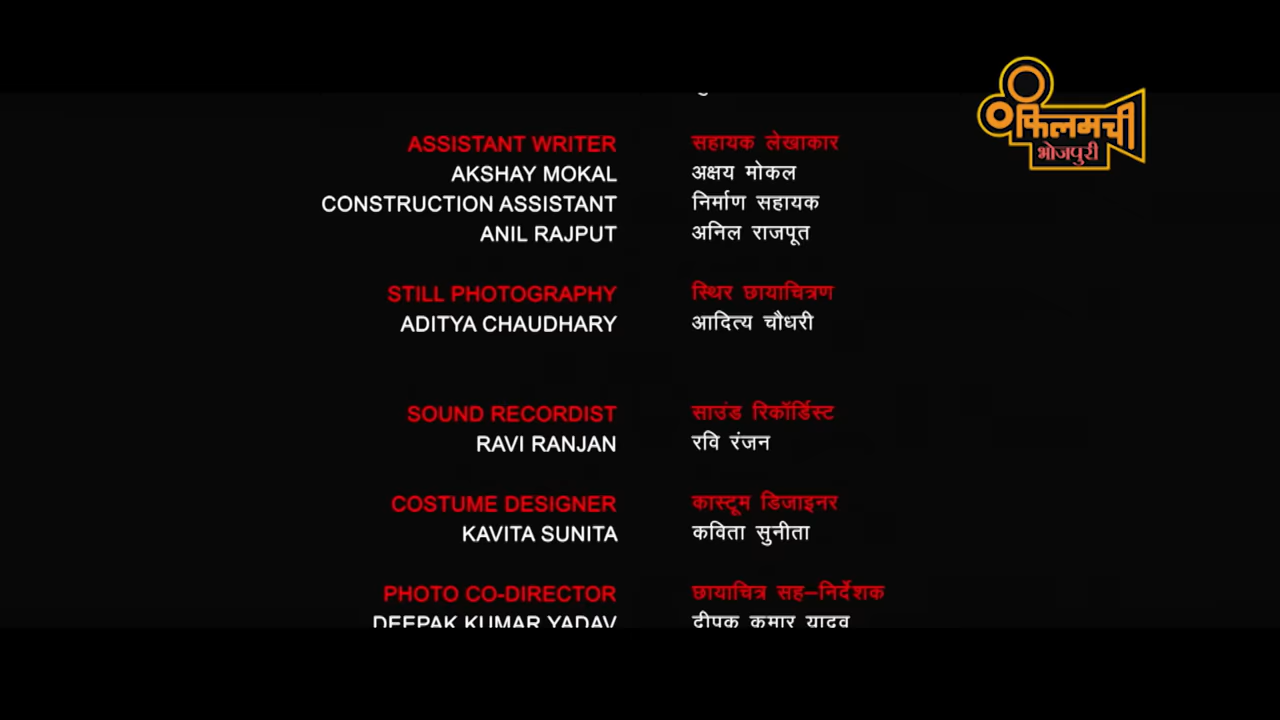 ASSISTANT WRITER सहायक लेखाकार
AKSHAY MOKAL अक्षय मोकल
CONSTRUCTION ASSISTANT निर्माण सहायक
ANIL RAJPUT अनिल राजपूत
STILL PHOTOGRAPHY स्थिर छायाचित्रण
ADITYA CHAUDHARY आदित्य चौधरी
SOUND RECORDIST साउंड रिकॉर्डिस्ट
RAVI RANJAN रवि रंजन
COSTUME DESIGNER कास्टूम डिजाइनर
KAVITA SUNITA कविता सुनीता
PHOTO CO-DIRECTOR छायाचित्र सह-निर्देशक
DEEPAK KUMAR YADAV दीपक कुमार यादव
फिलमची
भोजपुरी